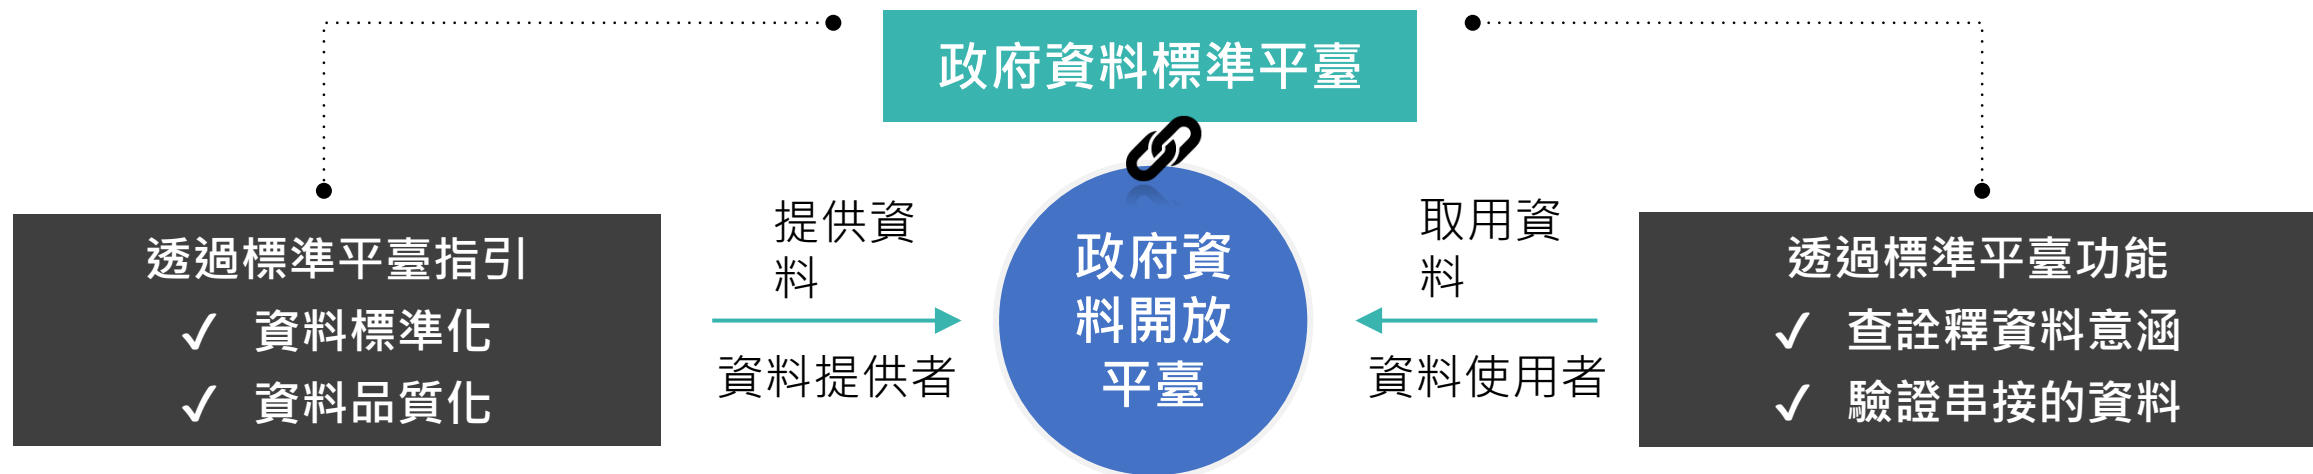 政府資料標準平臺
透過標準平臺指引
✓ 資料標準化
✓ 資料品質化
提供資
料
資料提供者
政府資
料開放
平臺
取用資
料
資料使用者
透過標準平臺功能
✓ 查詮釋資料意涵
✓ 驗證串接的資料